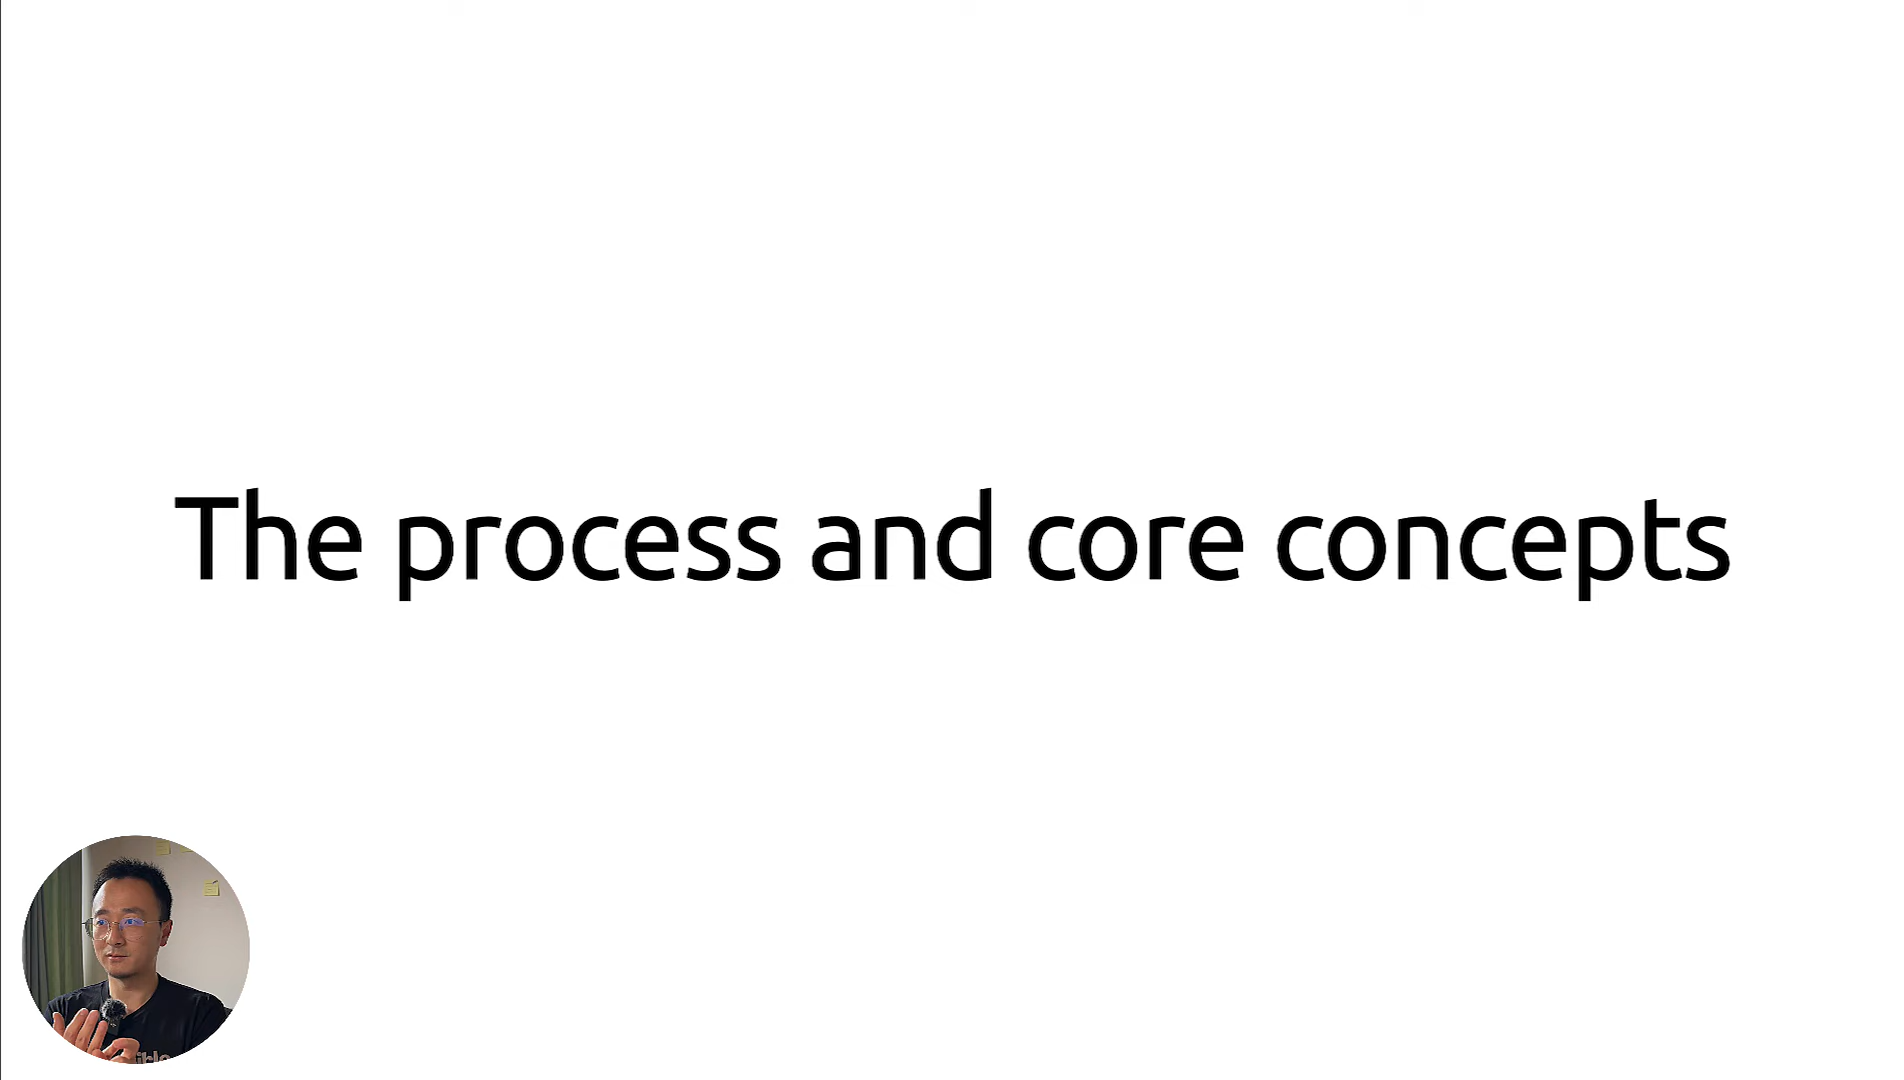 The process and core concepts